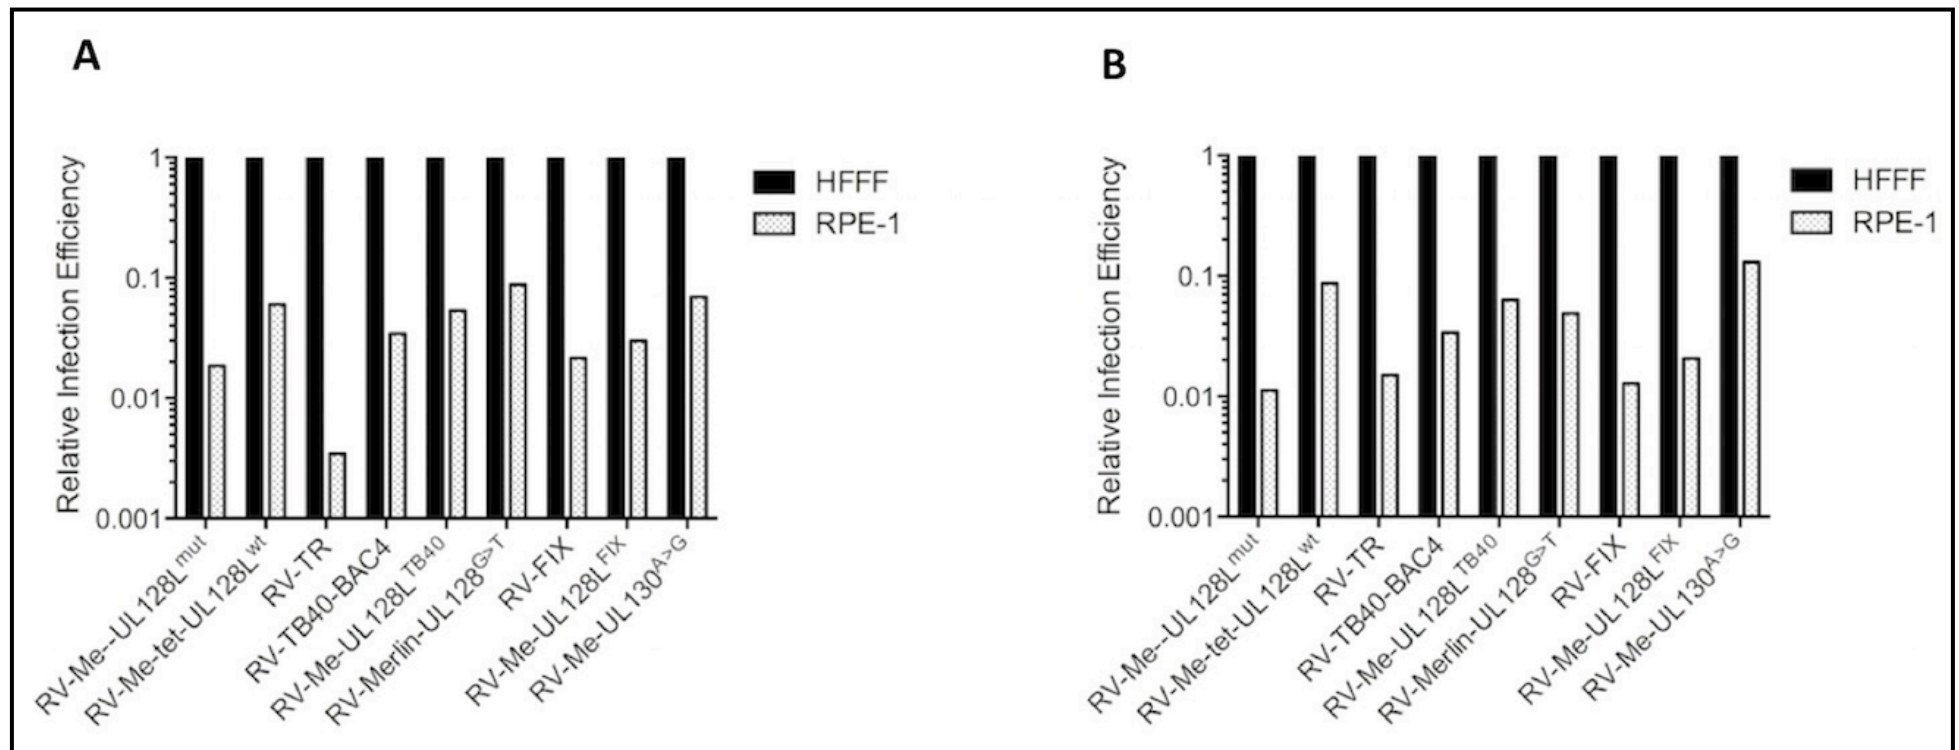 A
Relative Infection Efficiency
1
0.1
0.01
0.001
HFFF
RPE-1
RV-Me--UL128Lmut
RV-Me-tet-UL128Lwt
RV-TR
RV-TB40-BAC4
RV-Me-UL128LTB40
RV-Merlin-UL128G>T
RV-FIX
RV-Me-UL128LFIX
RV-Me-UL130A>G
B
Relative Infection Efficiency
1
0.1
0.01
0.001
HFFF
RPE-1
RV-Me--UL128Lmut
RV-Me-tet-UL128Lwt
RV-TR
RV-TB40-BAC4
RV-Me-UL128LTB40
RV-Merlin-UL128G>T
RV-FIX
RV-Me-UL128LFIX
RV-Me-UL130A>G